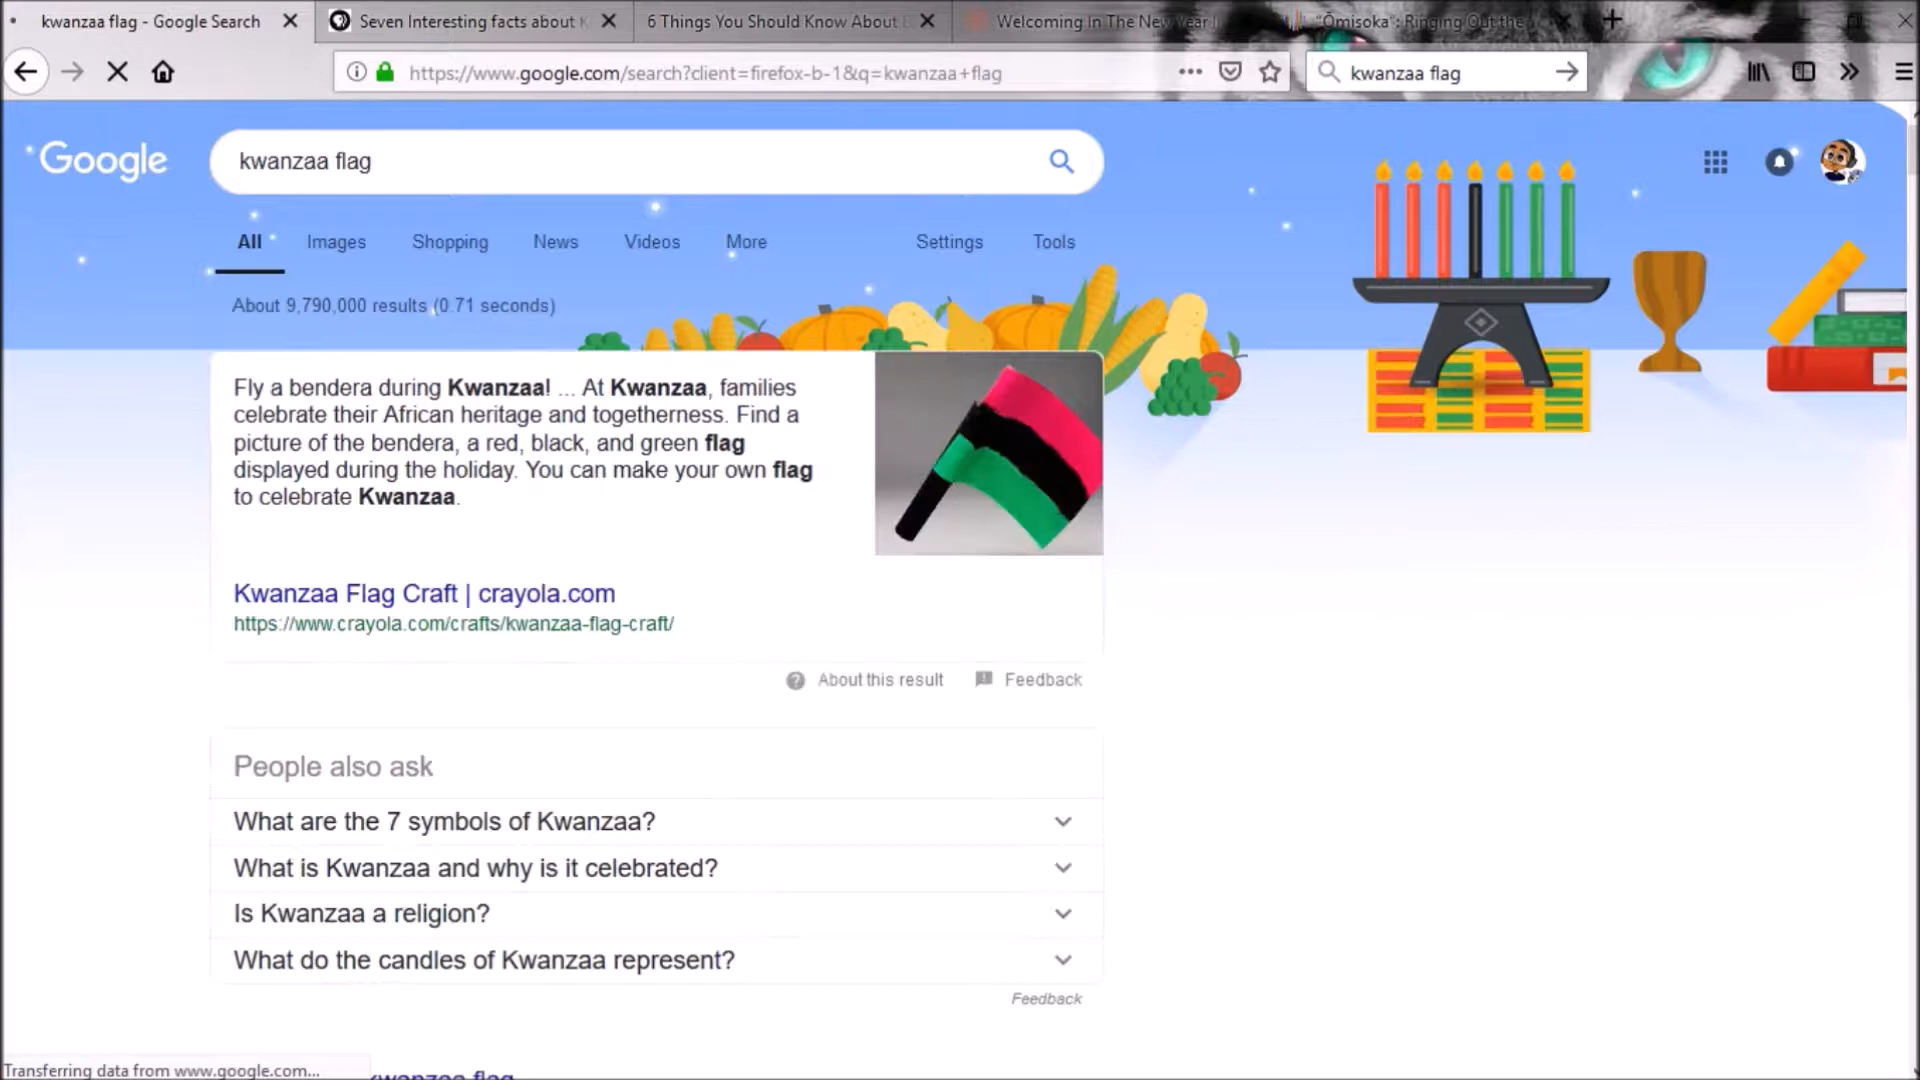 kwanzaa flag - Google Search
Seven Interesting facts about K
6 Things You Should Know About
Welcoming In The New Year I
"Ōmisoka": Ringing Out the
https://www.google.com/search?client=firefox-b-1&q=kwanzaa+flag
kwanzaa flag
Google
kwanzaa flag
All Images Shopping News Videos More Settings Tools
About 9,790,000 results (0.71 seconds)
Fly a bendera during Kwanzaa! ... At Kwanzaa, families
celebrate their African heritage and togetherness. Find a
picture of the bendera, a red, black, and green flag
displayed during the holiday. You can make your own flag
to celebrate Kwanzaa.
Kwanzaa Flag Craft | crayola.com
https://www.crayola.com/crafts/kwanzaa-flag-craft/
About this result Feedback
People also ask
What are the 7 symbols of Kwanzaa?
What is Kwanzaa and why is it celebrated?
Is Kwanzaa a religion?
What do the candles of Kwanzaa represent?
Feedback
Transferring data from www.google.com...
kwanzaa flag